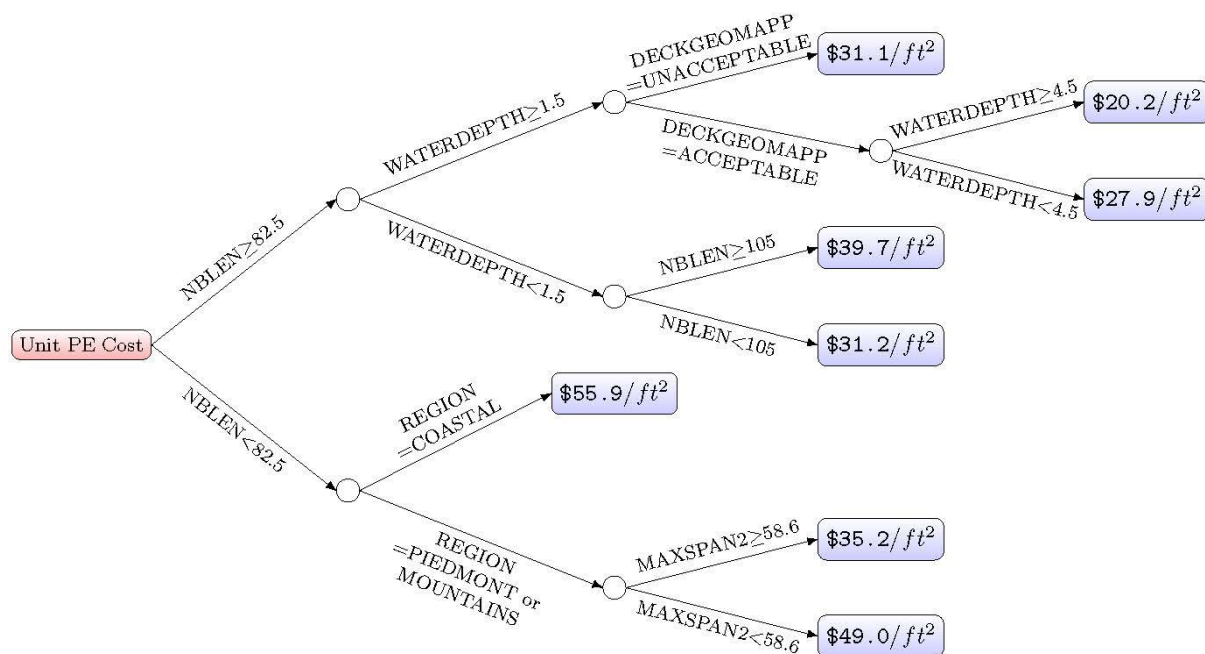 DECKGEOMAPP
=UNACCEPTABLE
$31.1/ft²
WATERDEPTH≥1.5
DECKGEOMAPP
=ACCEPTABLE
WATERDEPTH≥4.5
$20.2/ft²
WATERDEPTH<4.5
$27.9/ft²
NBLEN≥82.5
WATERDEPTH<1.5
NBLEN≥105
$39.7/ft²
NBLEN<105
$31.2/ft²
Unit PE Cost
NBLEN<82.5
REGION
=COASTAL
$55.9/ft²
REGION
=PIEDMONT or
MOUNTAINS
MAXSPAN2≥58.6
$35.2/ft²
MAXSPAN2<58.6
$49.0/ft²